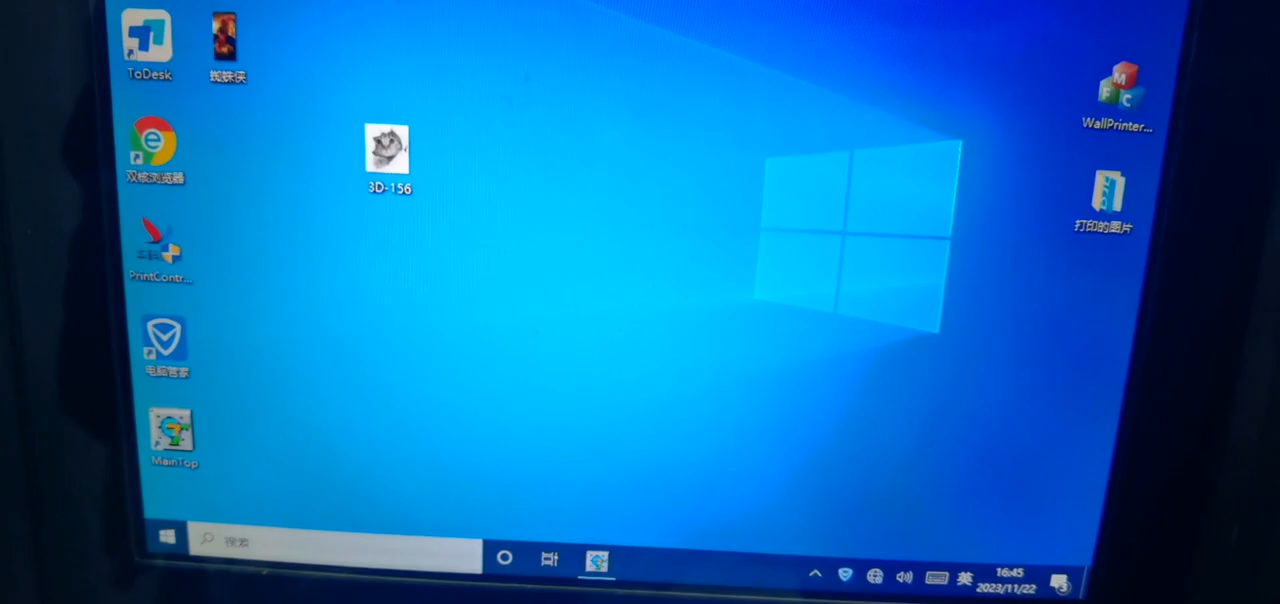 ToDesk
蜘蛛侠
双核浏览器
PrintContr...
电脑管家
MainTop
3D-156
M
F
C
WallPrinter...
打印的图片
搜索
英
16:45
2023/11/22
3